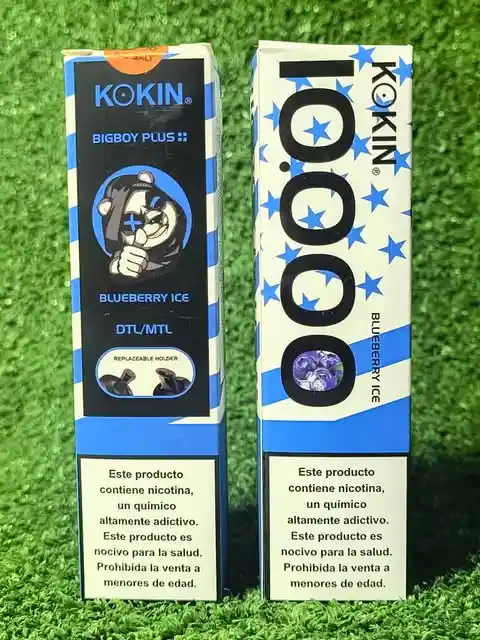 SALT
KOKIN®
BIGBOY PLUS
BLUEBERRY ICE
DTL/MTL
REPLACEABLE HOLDER
Este producto
contiene nicotina,
un químico
altamente adictivo.
Este producto es
nocivo para la salud.
Prohibida la venta a
menores de edad.
KOKIN®
10.000
BLUEBERRY ICE
Este producto
contiene nicotina,
un químico
altamente adictivo.
Este producto es
nocivo para la salud.
Prohibida la venta a
menores de edad.